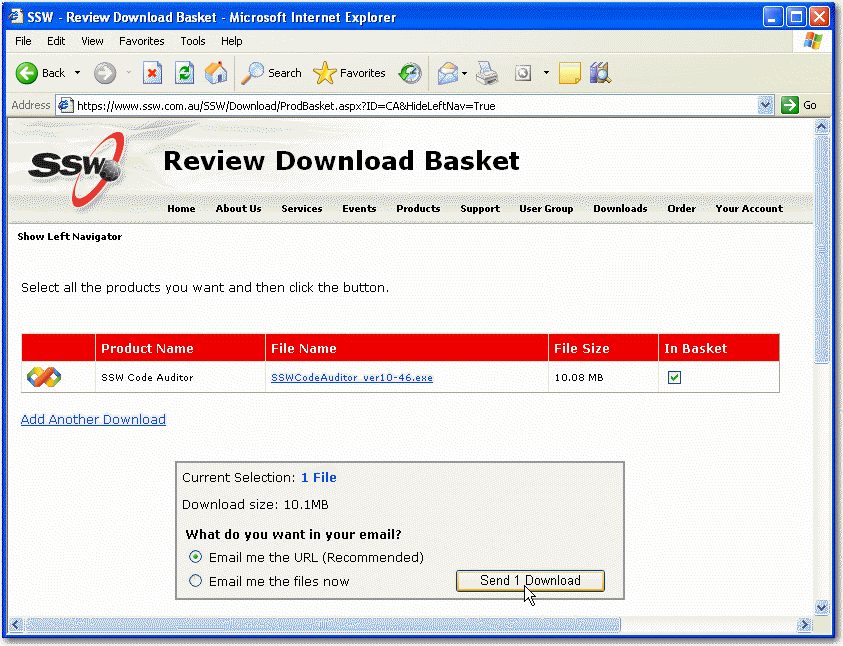 SSW - Review Download Basket - Microsoft Internet Explorer
File Edit View Favorites Tools Help
Back Search Favorites
Address https://www.ssw.com.au/SSW/Download/ProdBasket.aspx?ID=CA&HideLeftNav=True Go
SSW Review Download Basket
Home About Us Services Events Products Support User Group Downloads Order Your Account
Show Left Navigator
Select all the products you want and then click the button.
Product Name File Name File Size In Basket
SSW Code Auditor SSWCodeAuditor_ver10-46.exe 10.08 MB
Add Another Download
Current Selection: 1 File
Download size: 10.1MB
What do you want in your email?
Email me the URL (Recommended)
Email me the files now Send 1 Download